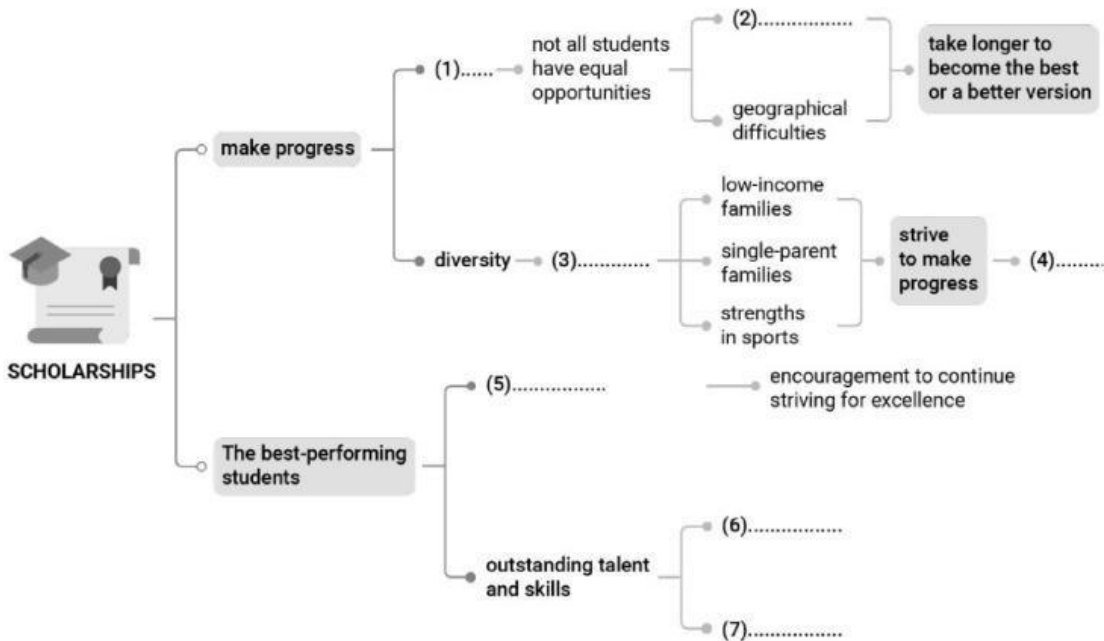 SCHOLARSHIPS
make progress
(1)......
not all students
have equal
opportunities
(2)..................
geographical
difficulties
take longer to
become the best
or a better version
diversity
(3).............
low-income
families
single-parent
families
strengths
in sports
strive
to make
progress
(4).........
The best-performing
students
(5)..................
encouragement to continue
striving for excellence
outstanding talent
and skills
(6).................
(7).................